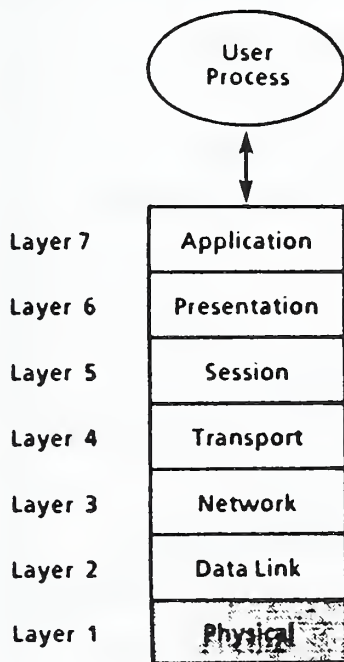 User
Process
Layer 7 Application
Layer 6 Presentation
Layer 5 Session
Layer 4 Transport
Layer 3 Network
Layer 2 Data Link
Layer 1 Physical